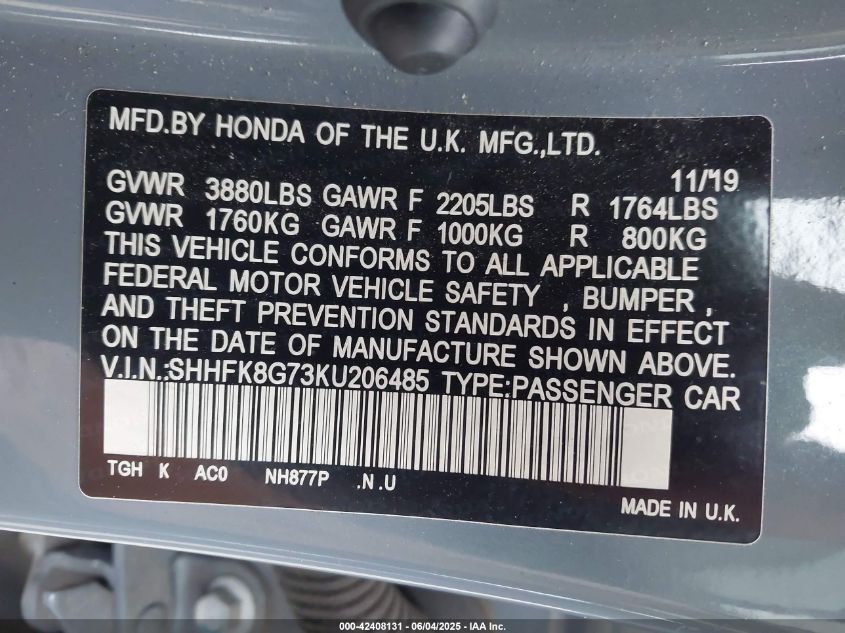 MFD.BY HONDA OF THE U.K. MFG.,LTD.
11/19
GVWR 3880LBS GAWR F 2205LBS R 1764LBS
GVWR 1760KG GAWR F 1000KG R 800KG
THIS VEHICLE CONFORMS TO ALL APPLICABLE
FEDERAL MOTOR VEHICLE SAFETY , BUMPER ,
AND THEFT PREVENTION STANDARDS IN EFFECT
ON THE DATE OF MANUFACTURE SHOWN ABOVE.
V.I.N.:SHHFK8G73KU206485 TYPE:PASSENGER CAR
TGH K AC0 NH877P .N.U
MADE IN U.K.
000-42408131 - 06/04/2025 - IAA Inc.